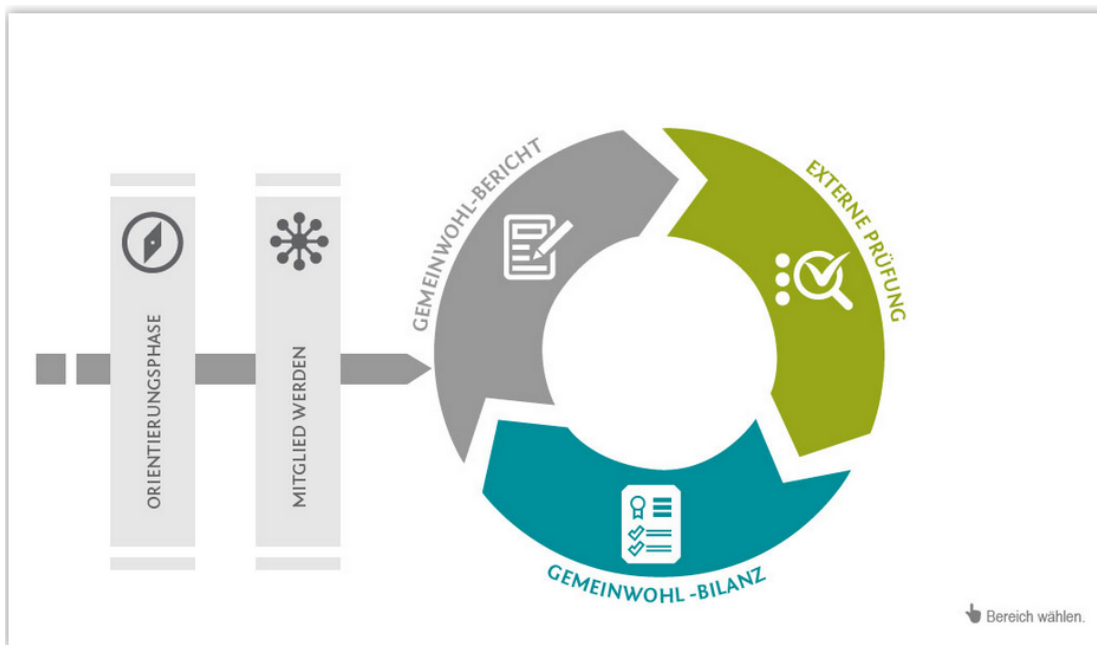 ORIENTIERUNGSPHASE
MITGLIED WERDEN
GEMEINWOHL-BERICHT
EXTERNE PRÜFUNG
GEMEINWOHL -BILANZ
Bereich wählen.